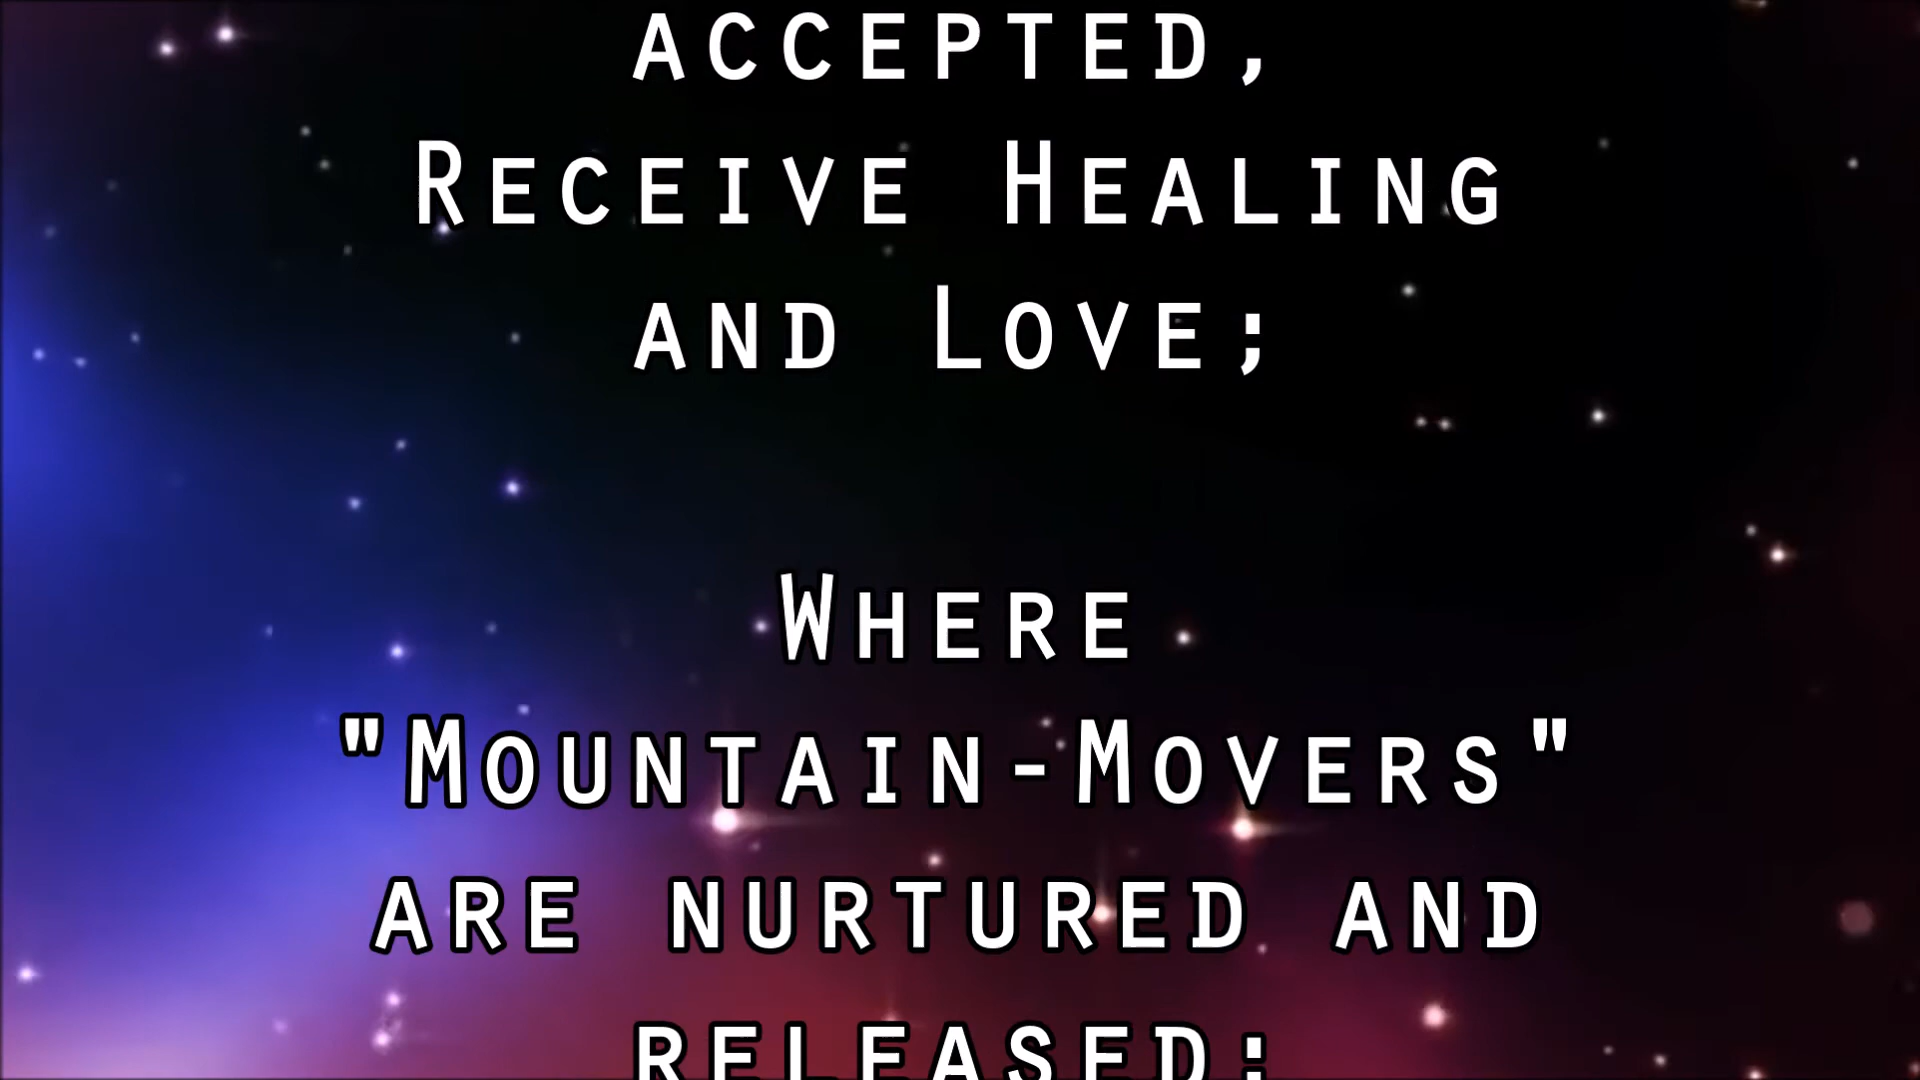 ACCEPTED,
RECEIVE HEALING
AND LOVE;
WHERE
"MOUNTAIN-MOVERS"
ARE NURTURED AND
RELEASED;